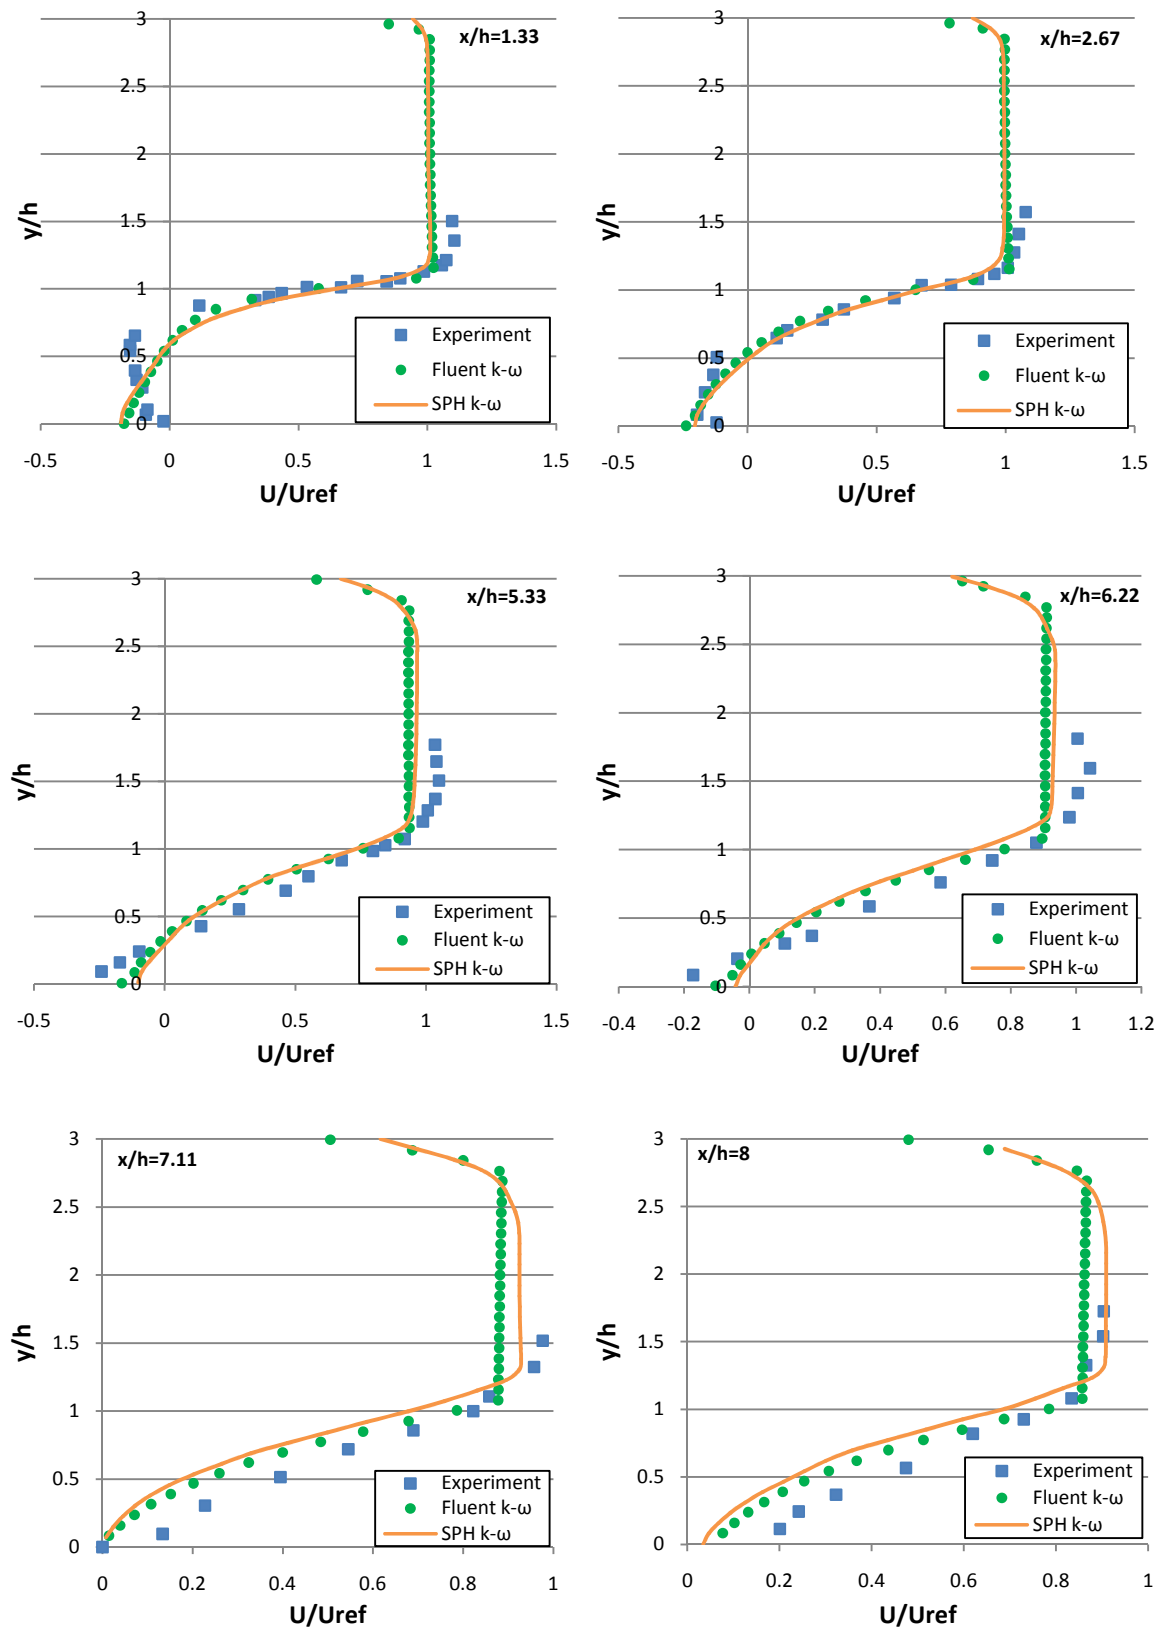 x/h=1.33
3
2.5
2
1.5
1
0.5
0
y/h
Experiment
Fluent k-ω
SPH k-ω
-0.5 0 0.5 1 1.5
U/Uref
x/h=2.67
3
2.5
2
1.5
1
0.5
0
y/h
Experiment
Fluent k-ω
SPH k-ω
-0.5 0 0.5 1 1.5
U/Uref
x/h=5.33
3
2.5
2
1.5
1
0.5
0
y/h
Experiment
Fluent k-ω
SPH k-ω
-0.5 0 0.5 1 1.5
U/Uref
x/h=6.22
3
2.5
2
1.5
1
0.5
0
y/h
Experiment
Fluent k-ω
SPH k-ω
-0.4 -0.2 0 0.2 0.4 0.6 0.8 1 1.2
U/Uref
x/h=7.11
3
2.5
2
1.5
1
0.5
0
y/h
Experiment
Fluent k-ω
SPH k-ω
0 0.2 0.4 0.6 0.8 1
U/Uref
x/h=8
3
2.5
2
1.5
1
0.5
0
y/h
Experiment
Fluent k-ω
SPH k-ω
0 0.2 0.4 0.6 0.8 1
U/Uref